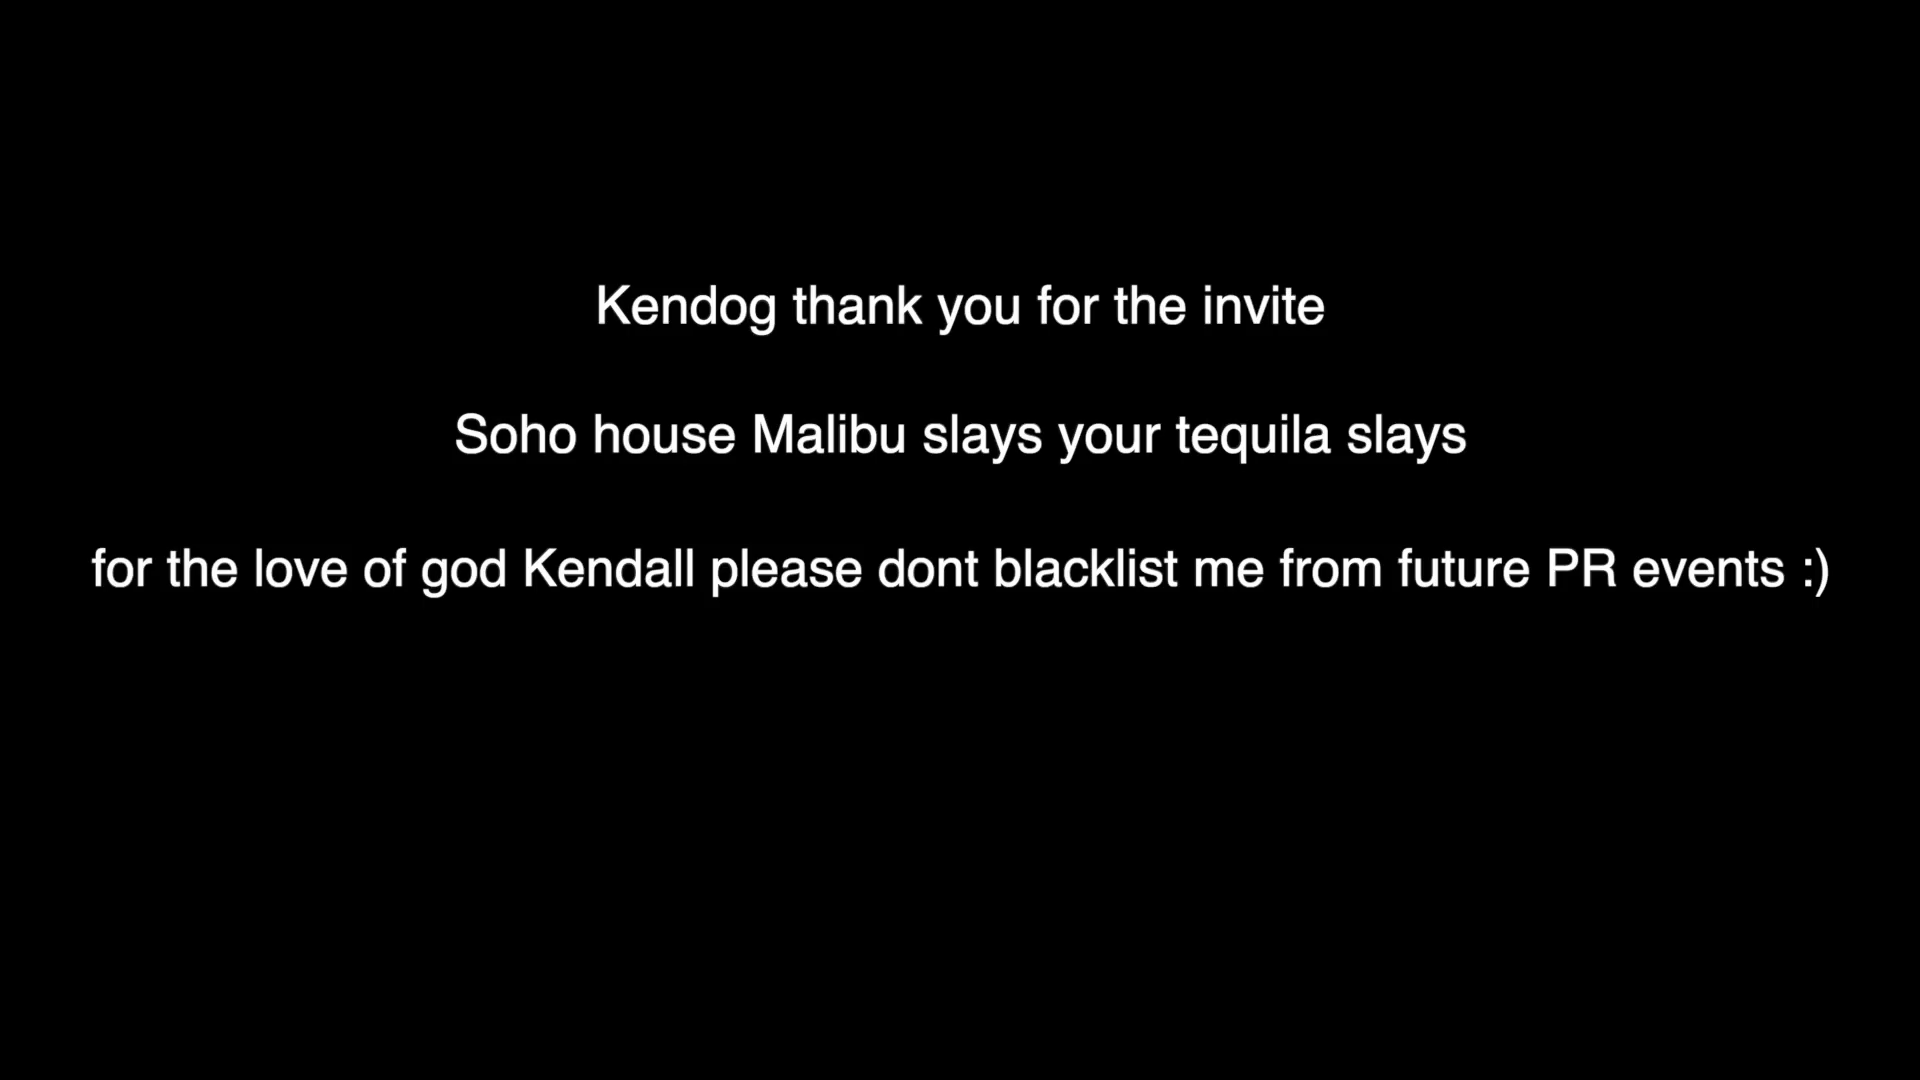 Kendog thank you for the invite
Soho house Malibu slays your tequila slays
for the love of god Kendall please dont blacklist me from future PR events :)